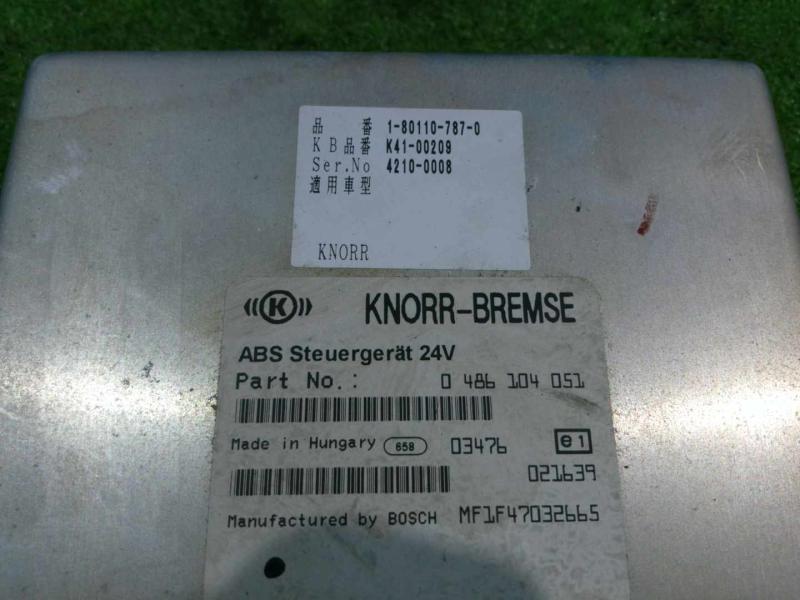 品番 1-80110-787-0
KB品番 K41-00209
Ser.No 4210-0008
適用車型
KNORR
((K)) KNORR-BREMSE
ABS Steuergerät 24V
Part No.: 0 486 104 051
Made in Hungary 658 03476 e1
021639
Manufactured by BOSCH MF1F47032665